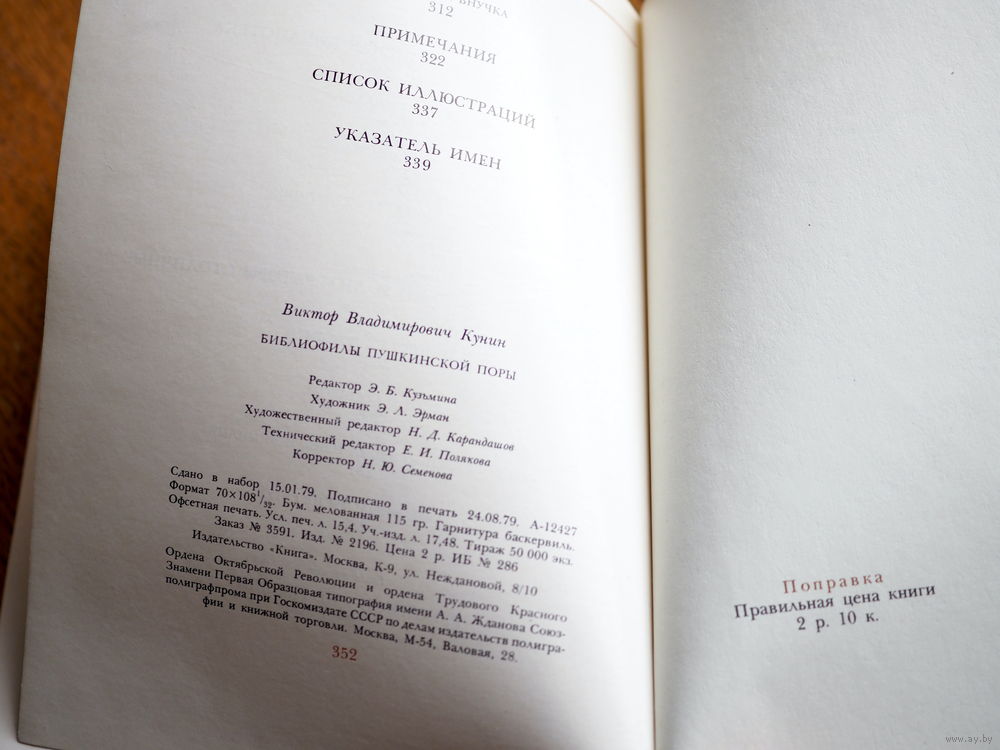 ВНУЧКА
312
ПРИМЕЧАНИЯ
322
СПИСОК ИЛЛЮСТРАЦИЙ
337
УКАЗАТЕЛЬ ИМЕН
339
Виктор Владимирович Кунин
БИБЛИОФИЛЫ ПУШКИНСКОЙ ПОРЫ
Редактор Э. Б. Кузьмина
Художник Э. Л. Эрман
Художественный редактор Н. Д. Карандашов
Технический редактор Е. И. Полякова
Корректор Н. Ю. Семенова
Сдано в набор 15.01.79. Подписано в печать 24.08.79. А-12427
Формат 70×108¹/₃₂. Бум. мелованная 115 гр. Гарнитура баскервиль.
Офсетная печать. Усл. печ. л. 15,4. Уч.-изд. л. 17,48. Тираж 50 000 экз.
Заказ № 3591. Изд. № 2196. Цена 2 р. ИБ № 286
Издательство «Книга». Москва, К-9, ул. Неждановой, 8/10
Ордена Октябрьской Революции и ордена Трудового Красного
Знамени Первая Образцовая типография имени А. А. Жданова Союз-
полиграфпрома при Госкомиздате СССР по делам издательств полигра-
фии и книжной торговли. Москва, М-54, Валовая, 28.
352
Поправка
Правильная цена книги
2 р. 10 к.
www.ay.by